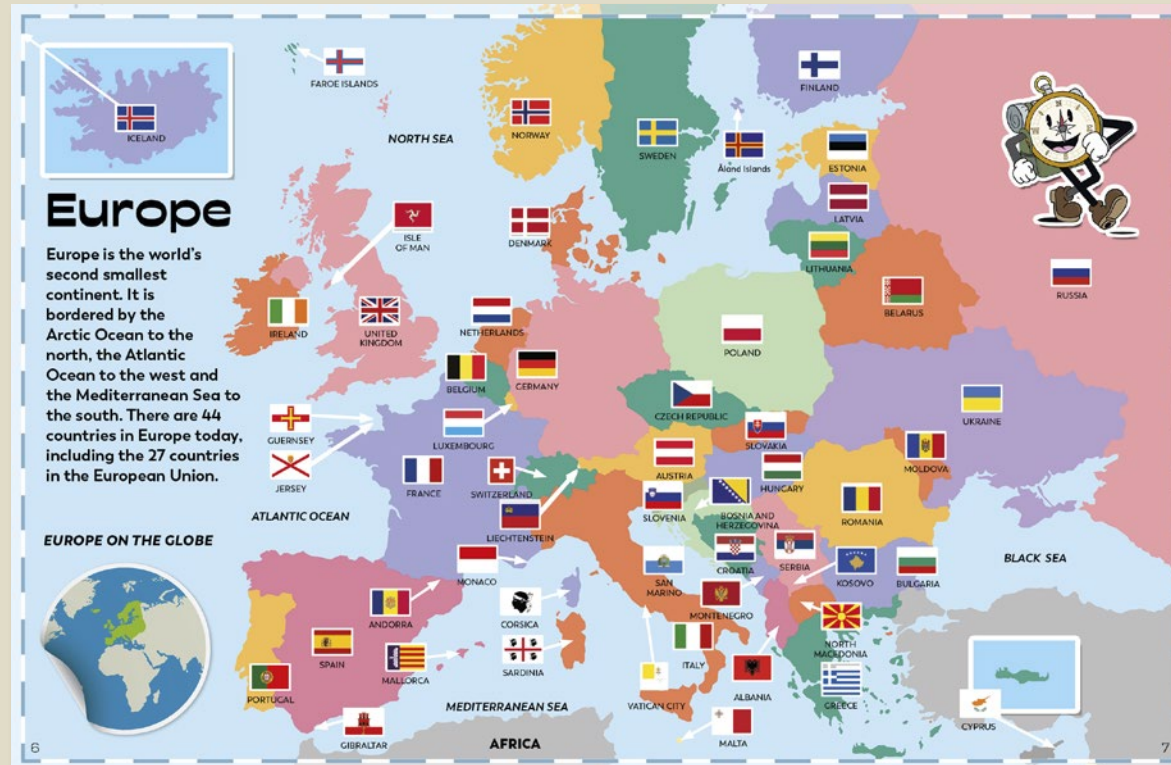 FAROE ISLANDS
ICELAND
NORTH SEA
NORWAY
SWEDEN
FINLAND
Åland Islands
ESTONIA
LATVIA
LITHUANIA
Europe
ISLE
OF MAN
DENMARK
Europe is the world's
second smallest
continent. It is
bordered by the
Arctic Ocean to the
north, the Atlantic
Ocean to the west and
the Mediterranean Sea to
the south. There are 44
countries in Europe today,
including the 27 countries
in the European Union.
RUSSIA
BELARUS
IRELAND
UNITED
KINGDOM
NETHERLANDS
POLAND
BELGIUM
GERMANY
CZECH REPUBLIC
UKRAINE
GUERNSEY
LUXEMBOURG
SLOVAKIA
MOLDOVA
JERSEY
FRANCE
SWITZERLAND
AUSTRIA
HUNGARY
ATLANTIC OCEAN
SLOVENIA
BOSNIA AND
HERZEGOVINA
ROMANIA
EUROPE ON THE GLOBE
LIECHTENSTEIN
BLACK SEA
MONACO
SAN
MARINO
CROATIA
SERBIA
KOSOVO
BULGARIA
ANDORRA
CORSICA
MONTENEGRO
SPAIN
MALLORCA
SARDINIA
ITALY
NORTH
MACEDONIA
PORTUGAL
ALBANIA
GREECE
MEDITERRANEAN SEA
VATICAN CITY
CYPRUS
GIBRALTAR
AFRICA
MALTA
6
7